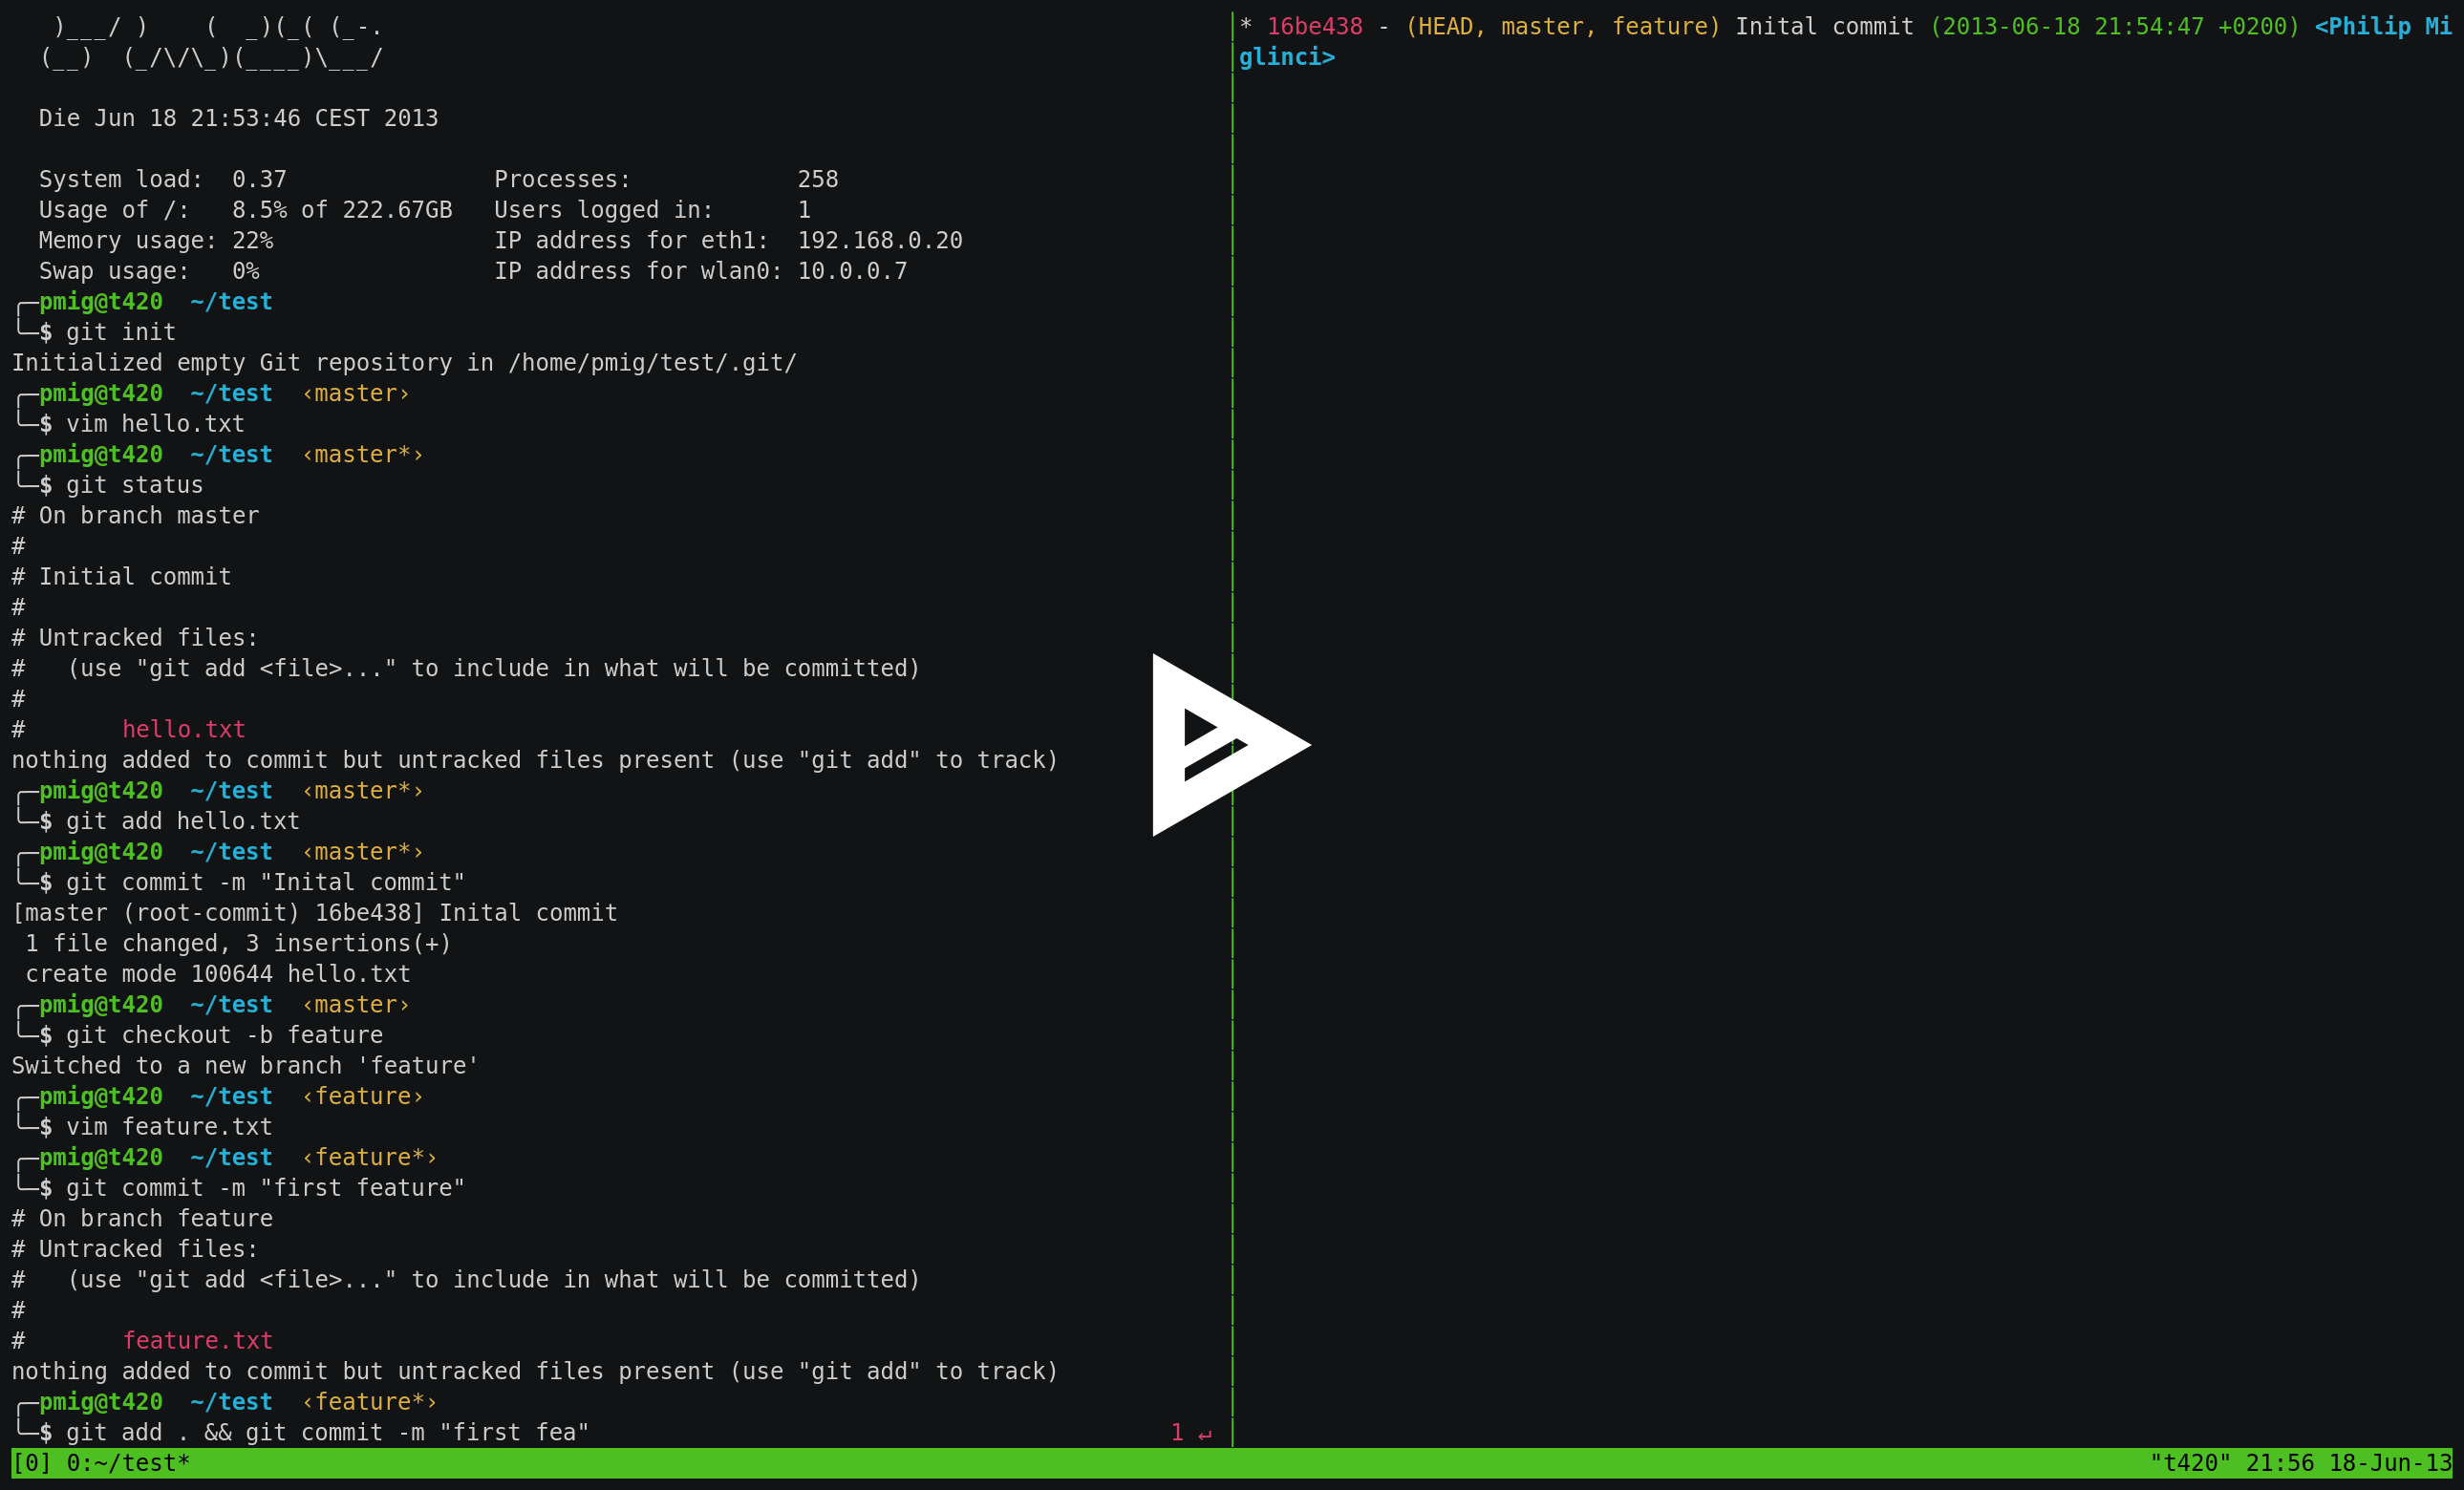 )___/ )    (  _)(_( (_-.
  (__)  (_/\/\_)(____)\___/
  Die Jun 18 21:53:46 CEST 2013
  System load:  0.37               Processes:            258
  Usage of /:   8.5% of 222.67GB   Users logged in:      1
  Memory usage: 22%                IP address for eth1:  192.168.0.20
  Swap usage:   0%                 IP address for wlan0: 10.0.0.7
╭─pmig@t420  ~/test
╰─$ git init
Initialized empty Git repository in /home/pmig/test/.git/
╭─pmig@t420  ~/test  ‹master›
╰─$ vim hello.txt
╭─pmig@t420  ~/test  ‹master*›
╰─$ git status
# On branch master
#
# Initial commit
#
# Untracked files:
#   (use "git add <file>..." to include in what will be committed)
#
#       hello.txt
nothing added to commit but untracked files present (use "git add" to track)
╭─pmig@t420  ~/test  ‹master*›
╰─$ git add hello.txt
╭─pmig@t420  ~/test  ‹master*›
╰─$ git commit -m "Inital commit"
[master (root-commit) 16be438] Inital commit
 1 file changed, 3 insertions(+)
 create mode 100644 hello.txt
╭─pmig@t420  ~/test  ‹master›
╰─$ git checkout -b feature
Switched to a new branch 'feature'
╭─pmig@t420  ~/test  ‹feature›
╰─$ vim feature.txt
╭─pmig@t420  ~/test  ‹feature*›
╰─$ git commit -m "first feature"
# On branch feature
# Untracked files:
#   (use "git add <file>..." to include in what will be committed)
#
#       feature.txt
nothing added to commit but untracked files present (use "git add" to track)
╭─pmig@t420  ~/test  ‹feature*›
╰─$ git add . && git commit -m "first fea"                                          1 ↵
* 16be438 - (HEAD, master, feature) Inital commit (2013-06-18 21:54:47 +0200) <Philip Mi
glinci>
[0] 0:~/test*                    "t420" 21:56 18-Jun-13